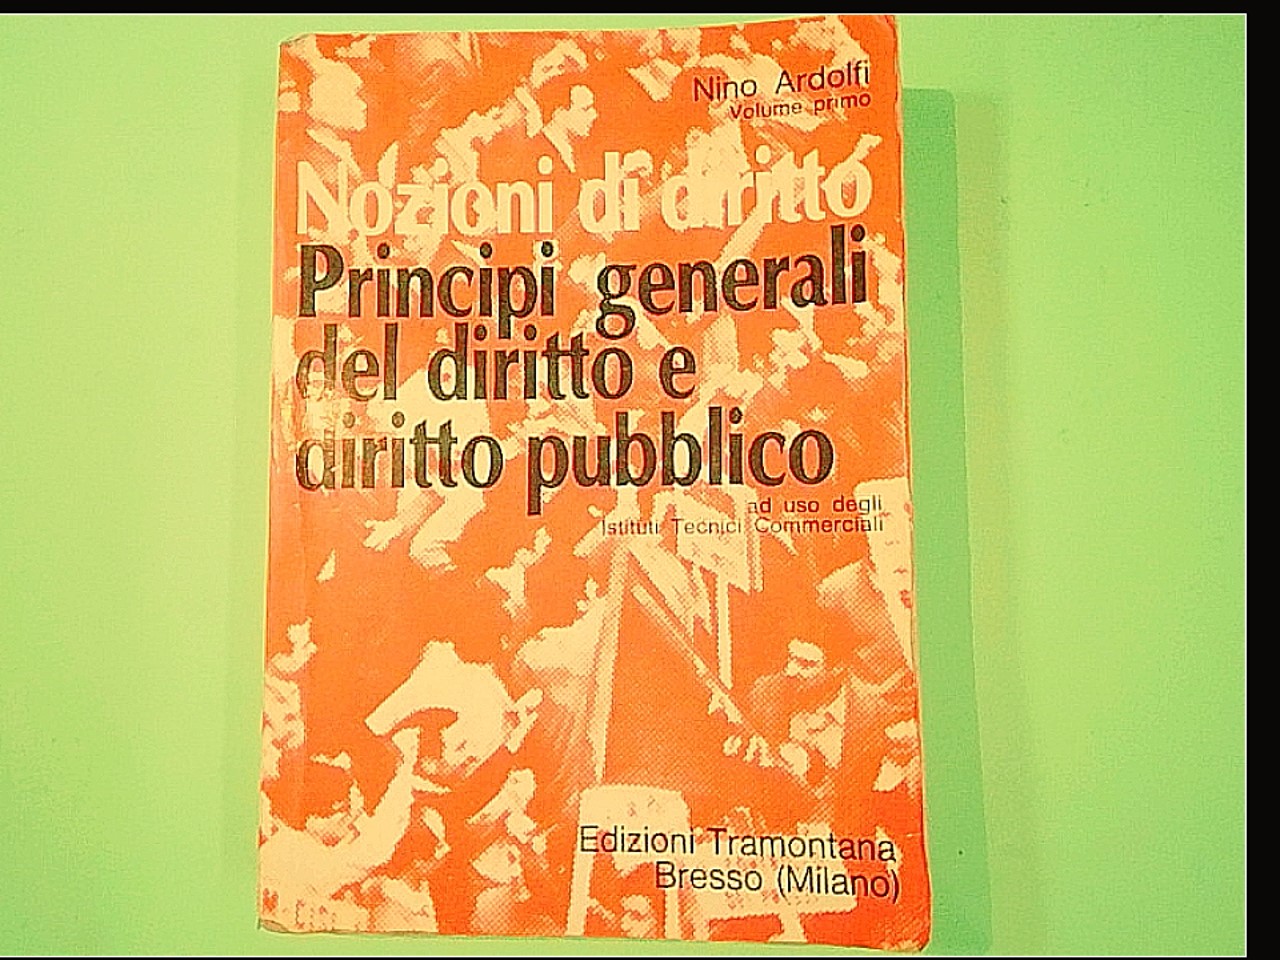 Nino Ardolfi
Volume primo
Nozioni di diritto
Principi generali
del diritto e
diritto pubblico
ad uso degli
Istituti Tecnici Commerciali
Edizioni Tramontana
Bresso (Milano)